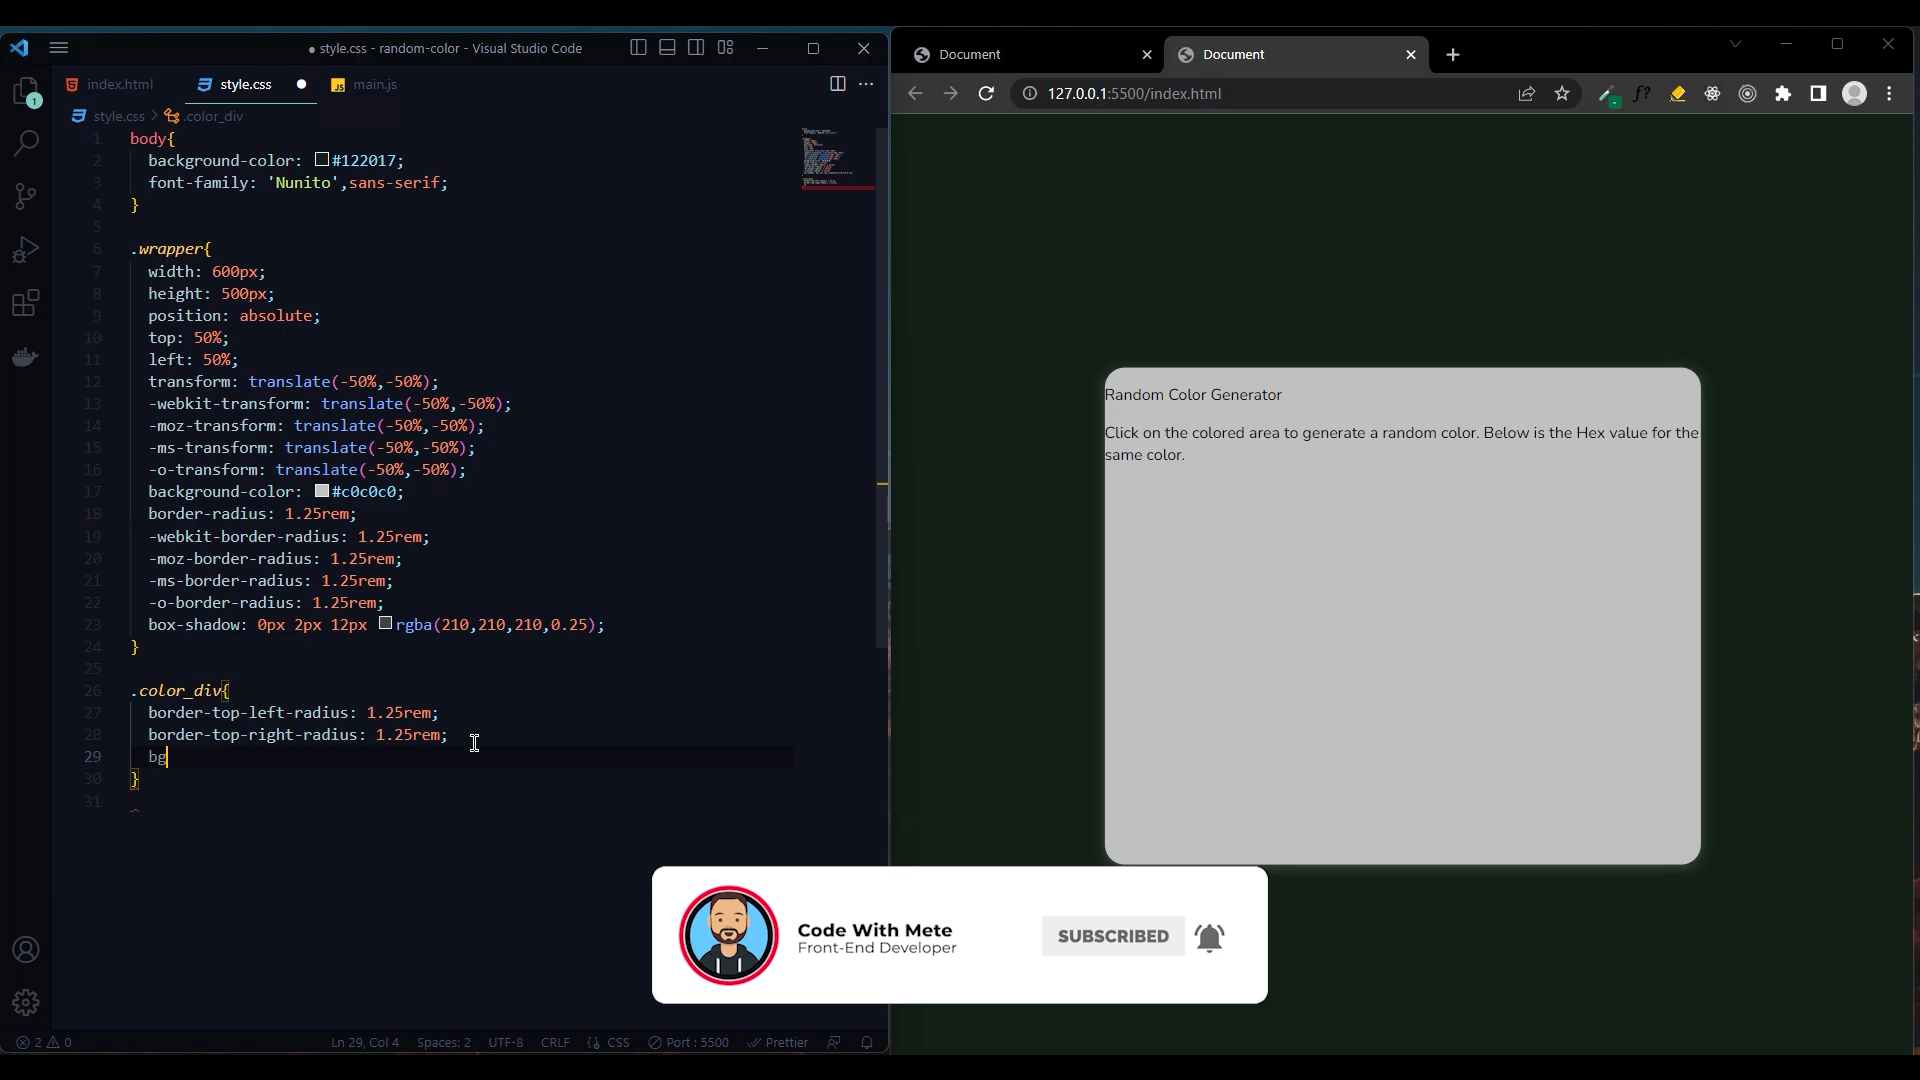 style.css - random-color - Visual Studio Code
index.html
style.css
JS main.js
style.css > .color_div
1 body{
2 background-color: #122017;
3 font-family: 'Nunito',sans-serif;
4 }
5
6 .wrapper{
7 width: 600px;
8 height: 500px;
9 position: absolute;
10 top: 50%;
11 left: 50%;
12 transform: translate(-50%,-50%);
13 -webkit-transform: translate(-50%,-50%);
14 -moz-transform: translate(-50%,-50%);
15 -ms-transform: translate(-50%,-50%);
16 -o-transform: translate(-50%,-50%);
17 background-color: #c0c0c0;
18 border-radius: 1.25rem;
19 -webkit-border-radius: 1.25rem;
20 -moz-border-radius: 1.25rem;
21 -ms-border-radius: 1.25rem;
22 -o-border-radius: 1.25rem;
23 box-shadow: 0px 2px 12px rgba(210,210,210,0.25);
24 }
25
26 .color_div{
27 border-top-left-radius: 1.25rem;
28 border-top-right-radius: 1.25rem;
29 bg
30 }
31
1
2 0
Ln 29, Col 4 Spaces: 2 UTF-8 CRLF {} CSS Port : 5500 Prettier
Document
Document
127.0.0.1:5500/index.html
f?
Random Color Generator
Click on the colored area to generate a random color. Below is the Hex value for the
same color.
Code With Mete
Front-End Developer
SUBSCRIBED